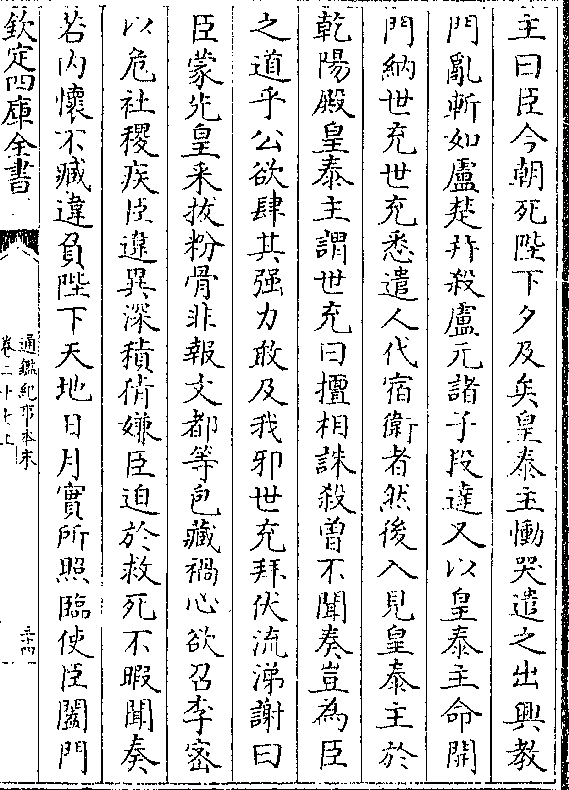 主曰臣今朝死陛下夕及矣皇泰主慟哭遣之出興教
門亂斬如盧楚幷殺盧元諸子段達又以皇泰主命開
門納世充世充悉遣人代宿衛者然後入見皇泰主於
乾陽殿皇泰主謂世充曰擅相誅殺曾不聞奏豈為臣
之道乎公欲肆其强力敢及我邪世充拜伏流涕謝曰
臣蒙先皇采拔粉骨非報文都等包藏禍心欲召李密
以危社稷疾臣違異深積猜嫌臣迫於救死不暇聞奏
若内懷不臧違負陛下天地日月實所照臨使臣闔門
欽定四庫全書
通鑑紀事本末
卷二十七上
三十四